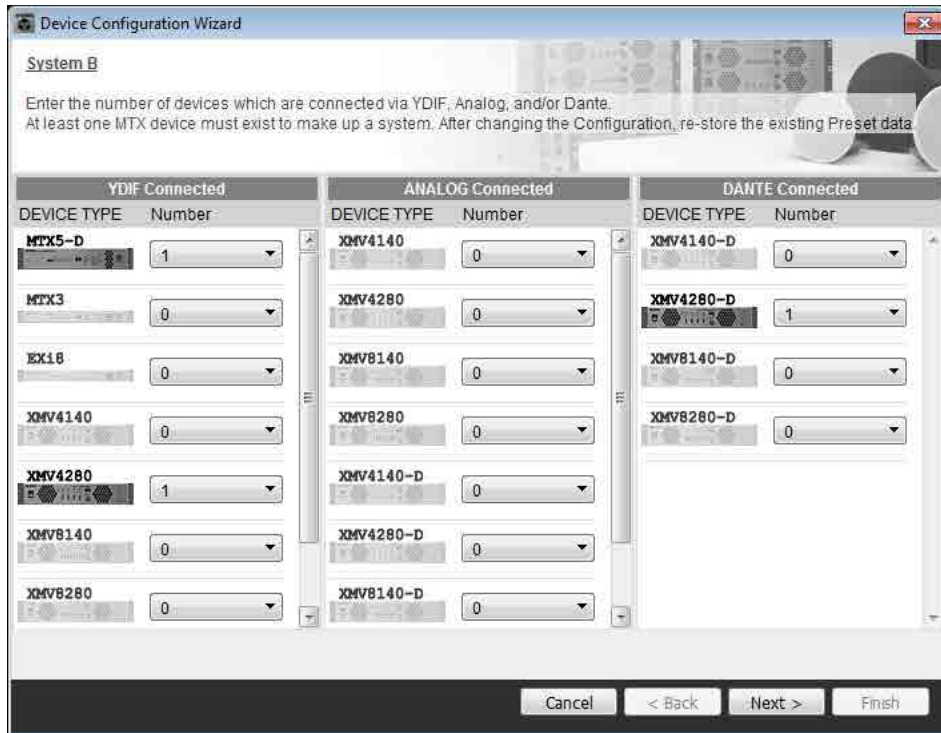 Device Configuration Wizard
System B
Enter the number of devices which are connected via YDIF, Analog, and/or Dante.
At least one MTX device must exist to make up a system. After changing the Configuration, re-store the existing Preset data
YDIF Connected
DEVICE TYPE Number
MTX5-D 1
MTX3 0
EXi8 0
XMV4140 0
XMV4280 1
XMV8140 0
XMV8280 0
ANALOG Connected
DEVICE TYPE Number
XMV4140 0
XMV4280 0
XMV8140 0
XMV8280 0
XMV4140-D 0
XMV4280-D 0
XMV8140-D 0
DANTE Connected
DEVICE TYPE Number
XMV4140-D 0
XMV4280-D 1
XMV8140-D 0
XMV8280-D 0
Cancel < Back Next > Finish